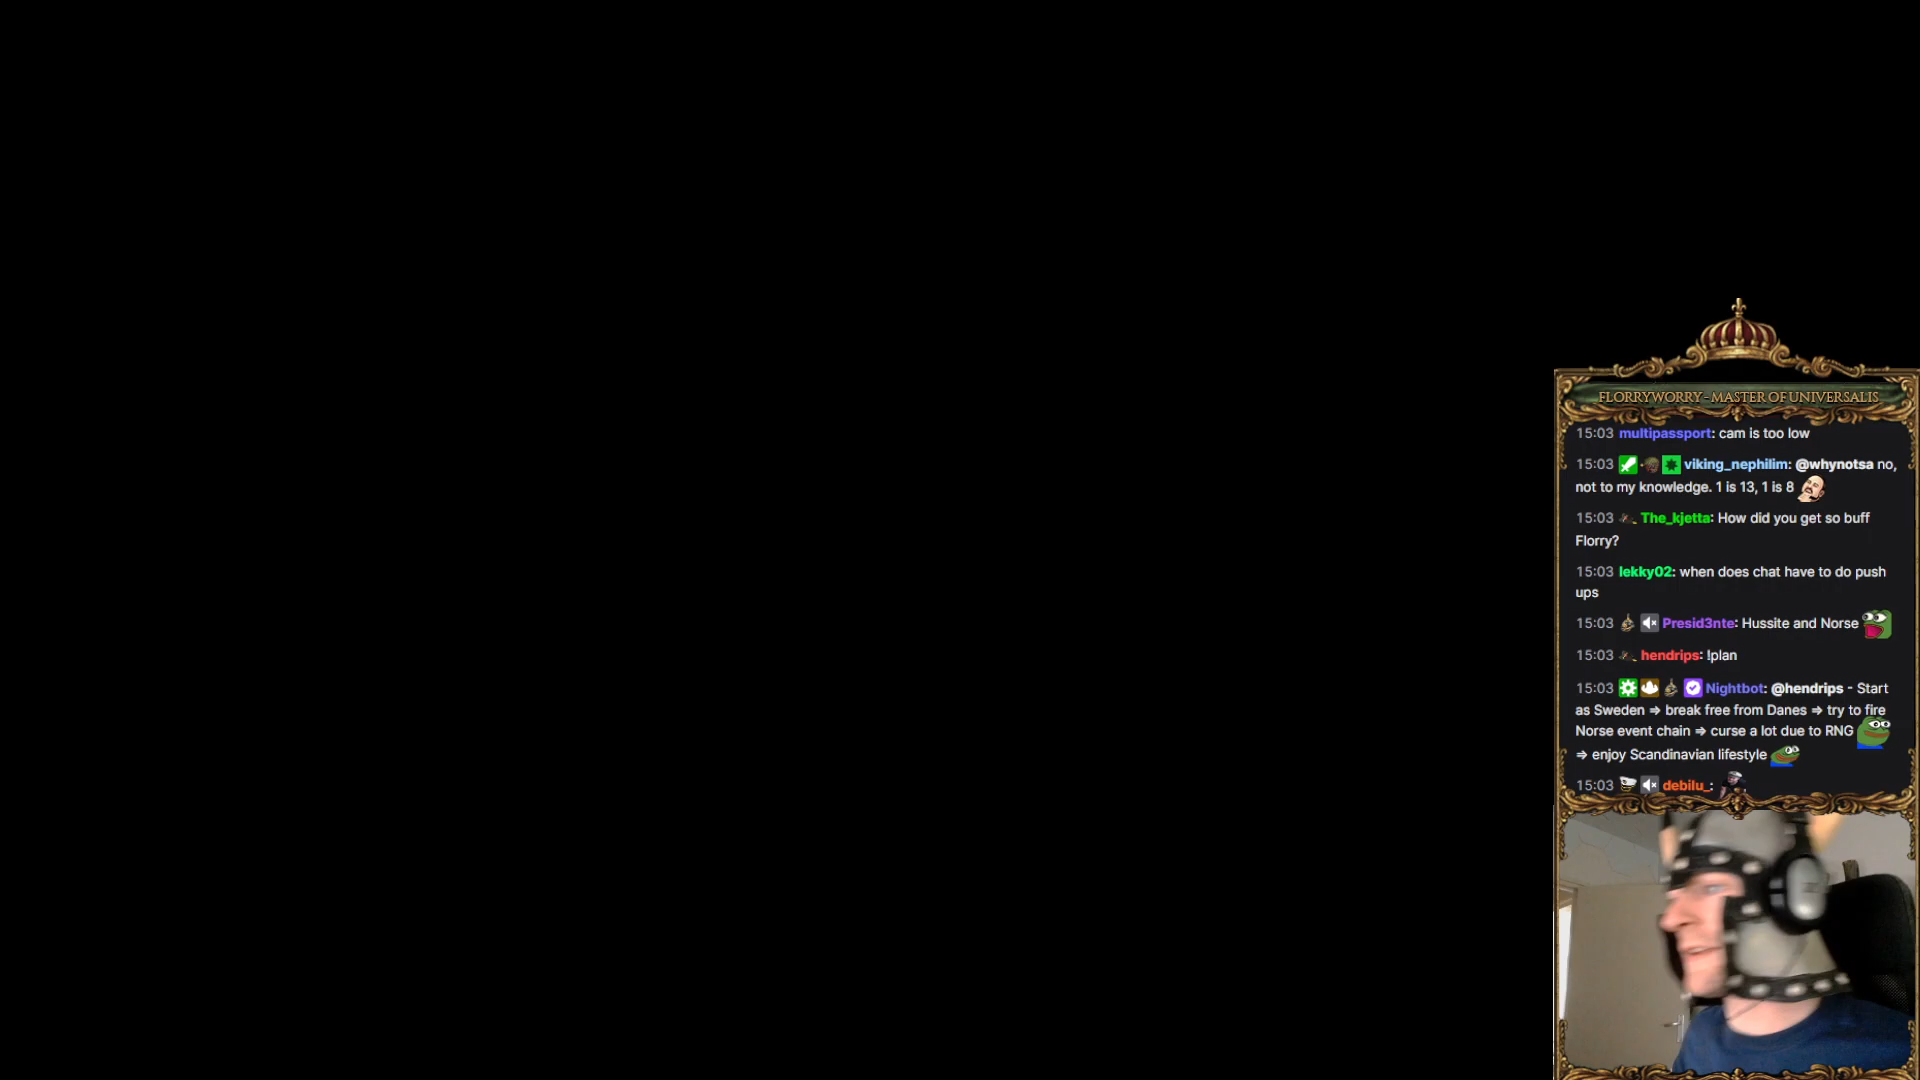 FLORRYWORRY - MASTER OF UNIVERSALIS
15:03 multipassport: cam is too low
15:03 viking_nephilim: @whynotsa no,
not to my knowledge. 1 is 13, 1 is 8
15:03 The_kjetta: How did you get so buff
Florry?
15:03 lekky02: when does chat have to do push
ups
15:03 Presid3nte: Hussite and Norse
15:03 hendrips: !plan
15:03 Nightbot: @hendrips - Start
as Sweden ⇒ break free from Danes ⇒ try to fire
Norse event chain ⇒ curse a lot due to RNG
⇒ enjoy Scandinavian lifestyle
15:03 debilu_: